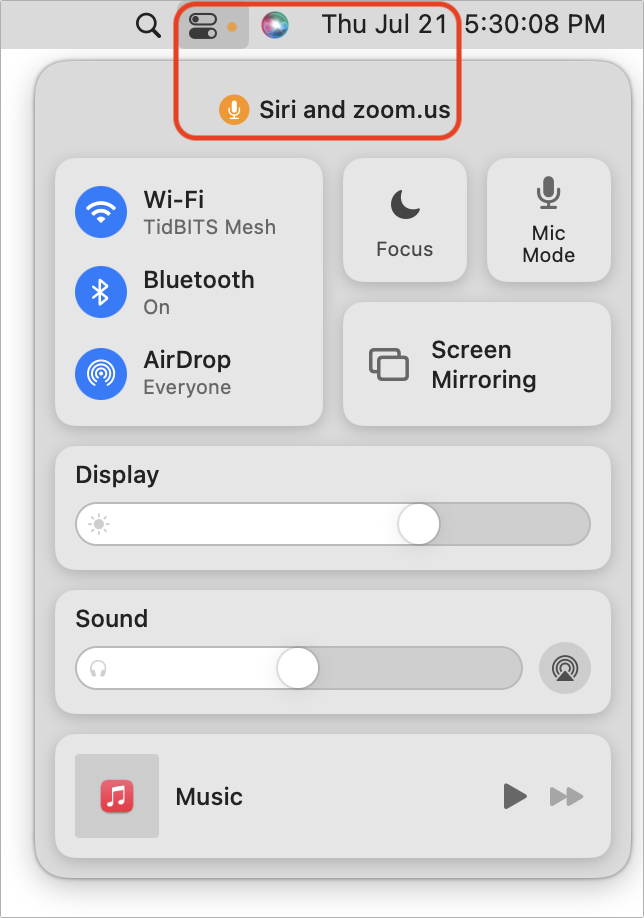 Thu Jul 21 5:30:08 PM
Siri and zoom.us
Wi-Fi
TidBITS Mesh
Bluetooth
On
AirDrop
Everyone
Focus
Mic
Mode
Screen
Mirroring
Display
Sound
Music